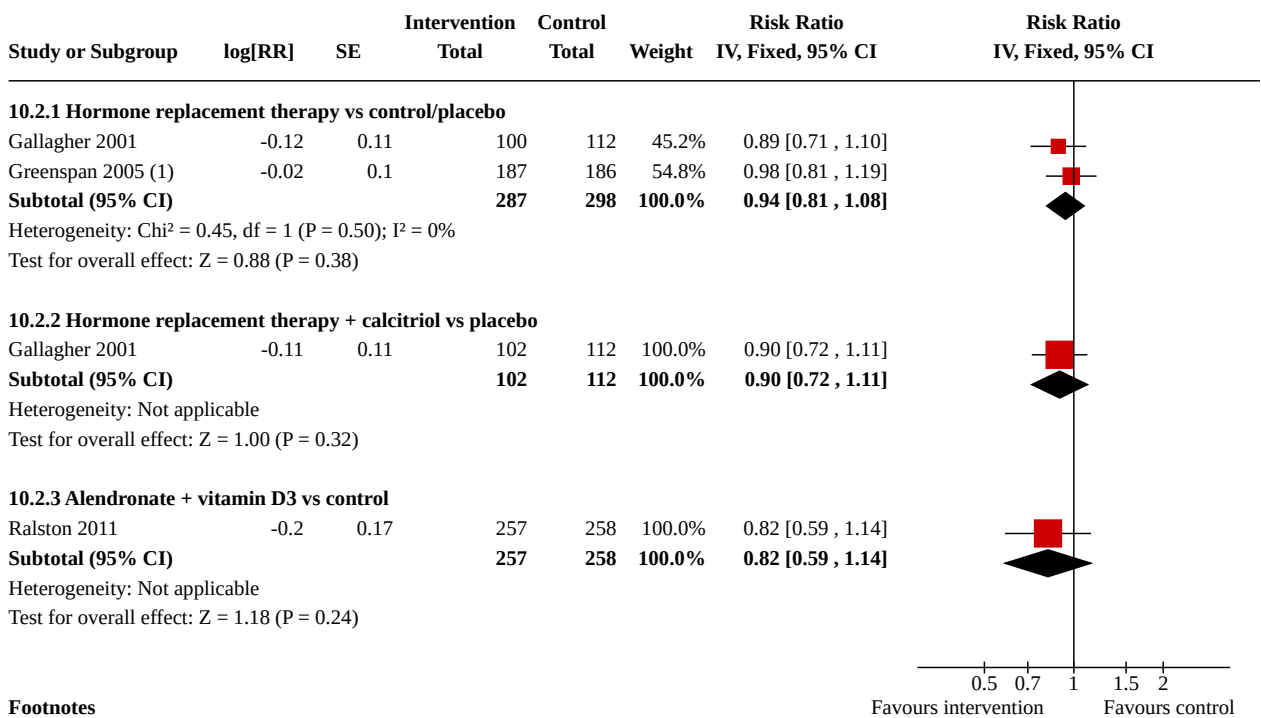 Intervention Control Risk Ratio Risk Ratio
Study or Subgroup log[RR] SE Total Total Weight IV, Fixed, 95% CI IV, Fixed, 95% CI
10.2.1 Hormone replacement therapy vs control/placebo
Gallagher 2001 -0.12 0.11 100 112 45.2% 0.89 [0.71 , 1.10]
Greenspan 2005 (1) -0.02 0.1 187 186 54.8% 0.98 [0.81 , 1.19]
Subtotal (95% CI) 287 298 100.0% 0.94 [0.81 , 1.08]
Heterogeneity: Chi² = 0.45, df = 1 (P = 0.50); I² = 0%
Test for overall effect: Z = 0.88 (P = 0.38)
10.2.2 Hormone replacement therapy + calcitriol vs placebo
Gallagher 2001 -0.11 0.11 102 112 100.0% 0.90 [0.72 , 1.11]
Subtotal (95% CI) 102 112 100.0% 0.90 [0.72 , 1.11]
Heterogeneity: Not applicable
Test for overall effect: Z = 1.00 (P = 0.32)
10.2.3 Alendronate + vitamin D3 vs control
Ralston 2011 -0.2 0.17 257 258 100.0% 0.82 [0.59 , 1.14]
Subtotal (95% CI) 257 258 100.0% 0.82 [0.59 , 1.14]
Heterogeneity: Not applicable
Test for overall effect: Z = 1.18 (P = 0.24)
0.5 0.7 1 1.5 2
Footnotes Favours intervention Favours control